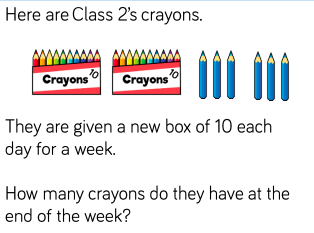 Here are Class 2's crayons.
Crayons 10 Crayons 10
They are given a new box of 10 each
day for a week.
How many crayons do they have at the
end of the week?